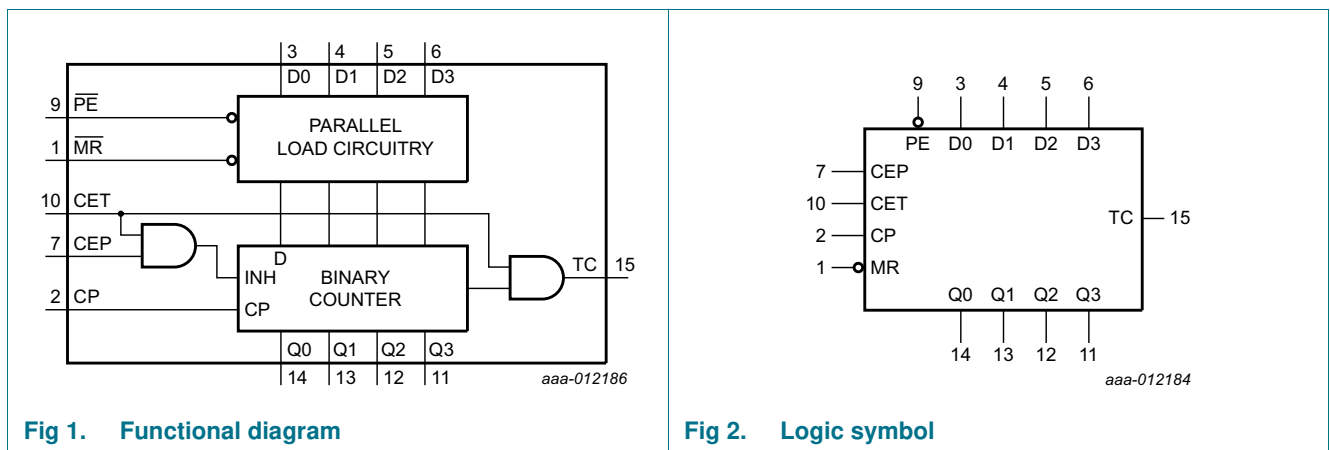 3 4 5 6
D0 D1 D2 D3
9 PE
PARALLEL
LOAD CIRCUITRY
1 MR
10 CET
7 CEP
D
INH
BINARY
COUNTER
TC 15
2 CP
CP
Q0 Q1 Q2 Q3
14 13 12 11
aaa-012186
Fig 1. Functional diagram
9 3 4 5 6
PE D0 D1 D2 D3
7 CEP
10 CET
TC 15
2 CP
1 MR
Q0 Q1 Q2 Q3
14 13 12 11
aaa-012184
Fig 2. Logic symbol